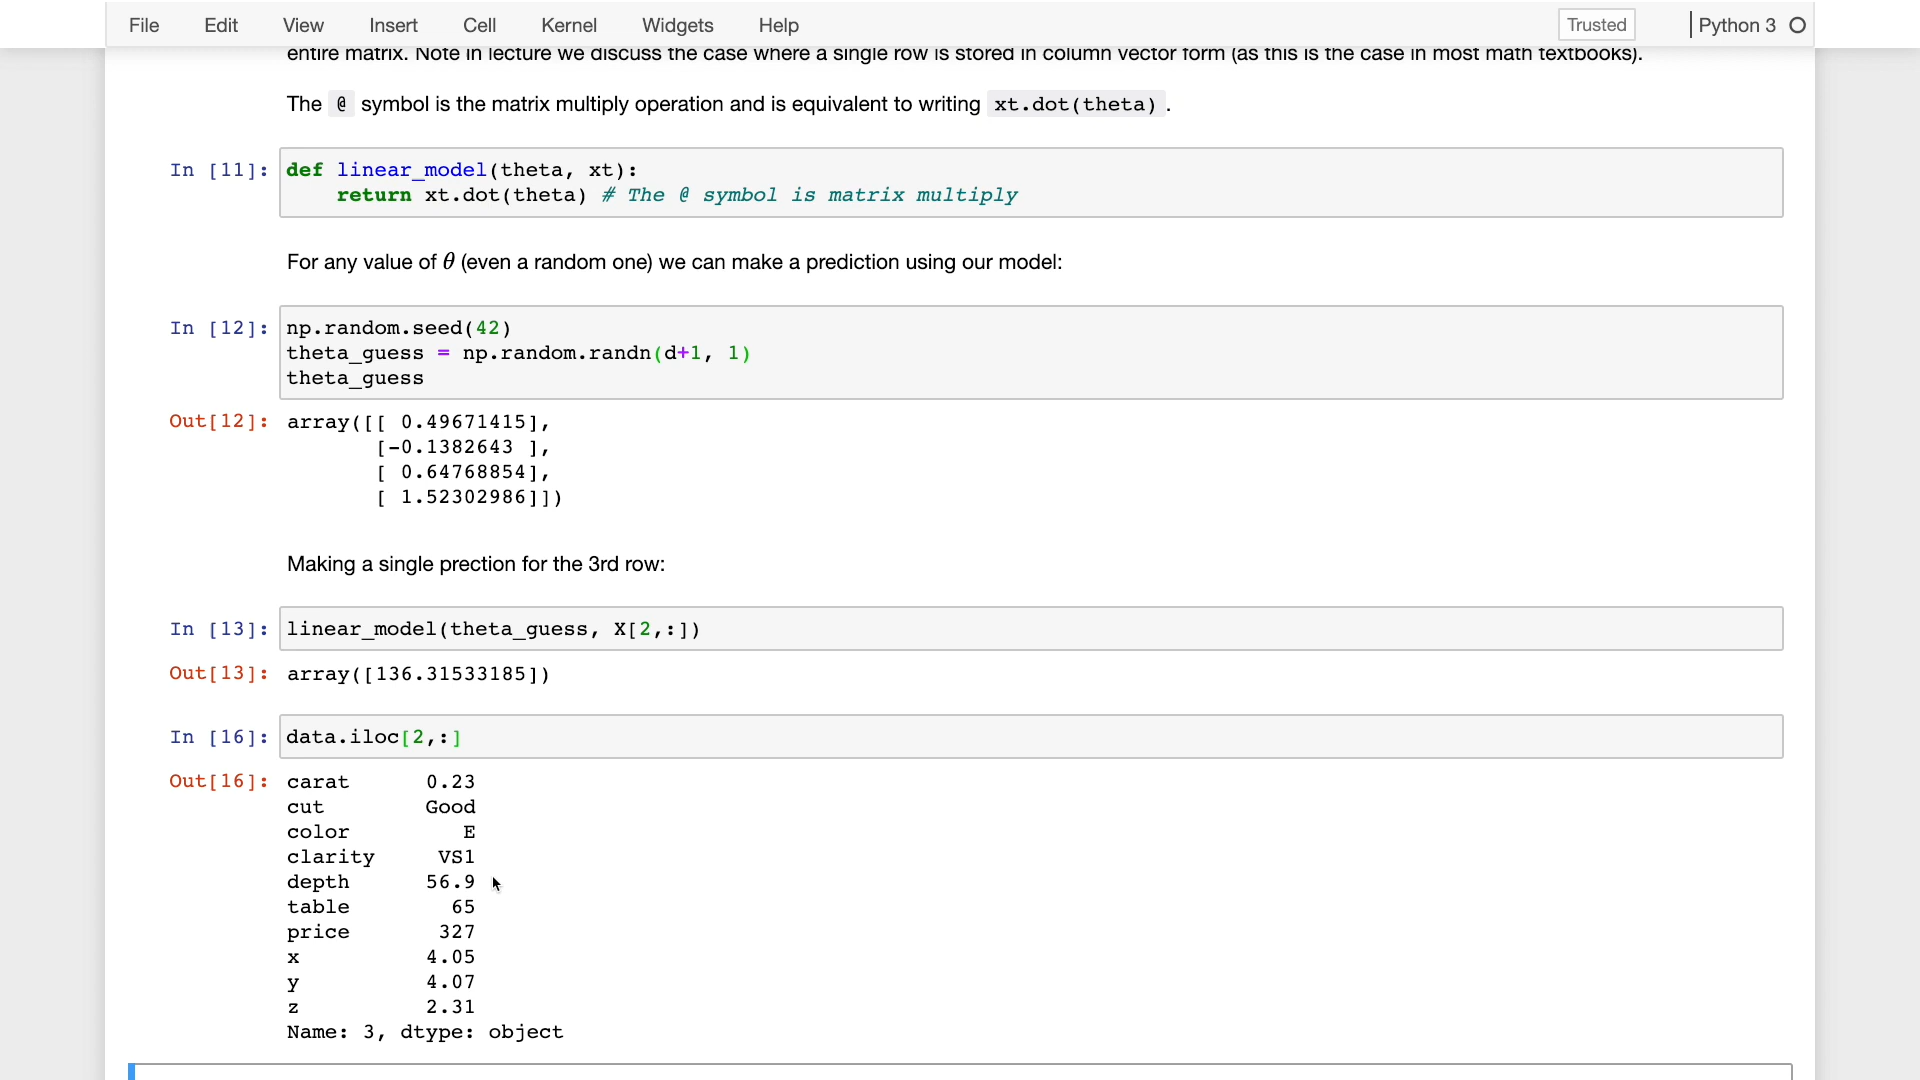 File Edit View Insert Cell Kernel Widgets Help Trusted Python 3
entire matrix. Note in lecture we discuss the case where a single row is stored in column vector form (as this is the case in most math textbooks).
The @ symbol is the matrix multiply operation and is equivalent to writing xt.dot(theta) .
In [11]: def linear_model(theta, xt):
    return xt.dot(theta) # The @ symbol is matrix multiply
For any value of θ (even a random one) we can make a prediction using our model:
In [12]: np.random.seed(42)
theta_guess = np.random.randn(d+1, 1)
theta_guess
Out[12]: array([[ 0.49671415],
[-0.1382643 ],
[ 0.64768854],
[ 1.52302986]])
Making a single prection for the 3rd row:
In [13]: linear_model(theta_guess, X[2,:])
Out[13]: array([136.31533185])
In [16]: data.iloc[2,:]
Out[16]: carat 0.23
cut Good
color E
clarity VS1
depth 56.9
table 65
price 327
x 4.05
y 4.07
z 2.31
Name: 3, dtype: object